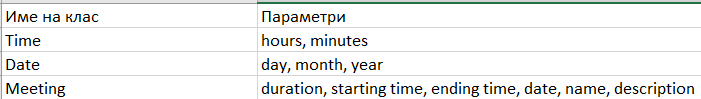 Име на клас Параметри
Time hours, minutes
Date day, month, year
Meeting duration, starting time, ending time, date, name, description